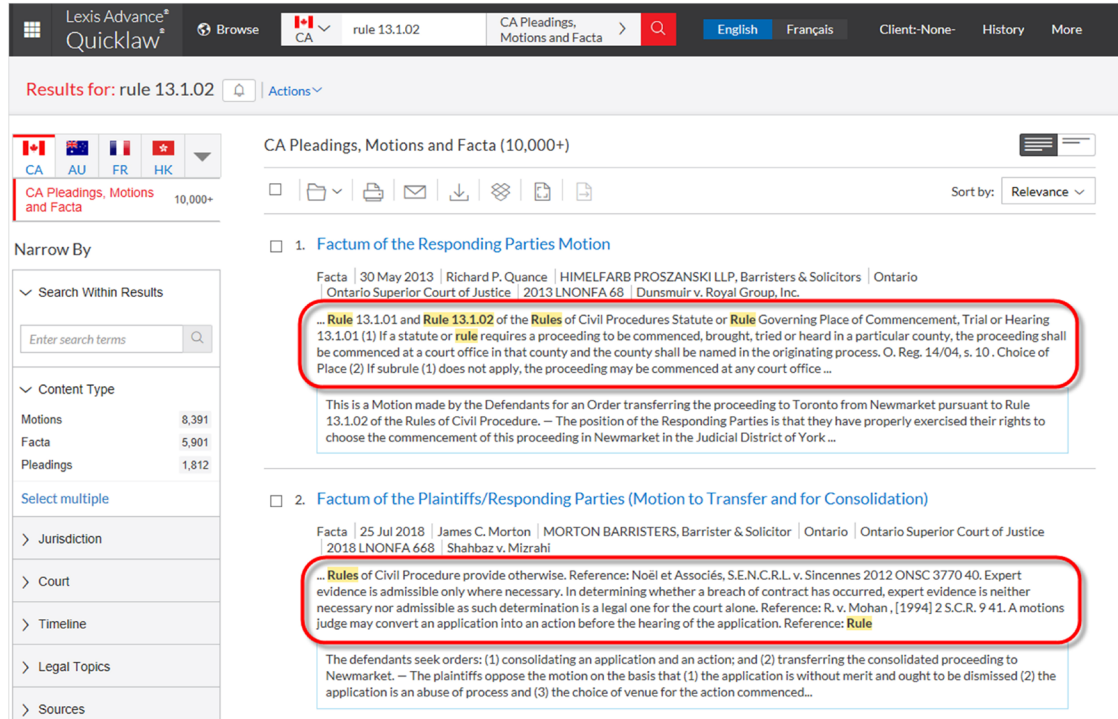 Lexis Advance®
Quicklaw®
Browse
CA
rule 13.1.02
CA Pleadings,
Motions and Facta
English
Français
Client:-None-
History
More
Results for: rule 13.1.02
Actions
CA
AU
FR
HK
CA Pleadings, Motions
and Facta
10,000+
Narrow By
Search Within Results
Enter search terms
Content Type
Motions 8,391
Facta 5,901
Pleadings 1,812
Select multiple
Jurisdiction
Court
Timeline
Legal Topics
Sources
CA Pleadings, Motions and Facta (10,000+)
Sort by: Relevance
1. Factum of the Responding Parties Motion
Facta | 30 May 2013 | Richard P. Quance | HIMELFARB PROSZANSKI LLP, Barristers & Solicitors | Ontario
| Ontario Superior Court of Justice | 2013 LNONFA 68 | Dunsmuir v. Royal Group, Inc.
... Rule 13.1.01 and Rule 13.1.02 of the Rules of Civil Procedures Statute or Rule Governing Place of Commencement, Trial or Hearing
13.1.01 (1) If a statute or rule requires a proceeding to be commenced, brought, tried or heard in a particular county, the proceeding shall
be commenced at a court office in that county and the county shall be named in the originating process. O. Reg. 14/04, s. 10 . Choice of
Place (2) If subrule (1) does not apply, the proceeding may be commenced at any court office ...
This is a Motion made by the Defendants for an Order transferring the proceeding to Toronto from Newmarket pursuant to Rule
13.1.02 of the Rules of Civil Procedure. — The position of the Responding Parties is that they have properly exercised their rights to
choose the commencement of this proceeding in Newmarket in the Judicial District of York ...
2. Factum of the Plaintiffs/Responding Parties (Motion to Transfer and for Consolidation)
Facta | 25 Jul 2018 | James C. Morton | MORTON BARRISTERS, Barrister & Solicitor | Ontario | Ontario Superior Court of Justice
| 2018 LNONFA 668 | Shahbaz v. Mizrahi
... Rules of Civil Procedure provide otherwise. Reference: Noël et Associés, S.E.N.C.R.L. v. Sincennes 2012 ONSC 3770 40. Expert
evidence is admissible only where necessary. In determining whether a breach of contract has occurred, expert evidence is neither
necessary nor admissible as such determination is a legal one for the court alone. Reference: R. v. Mohan , [1994] 2 S.C.R. 9 41. A motions
judge may convert an application into an action before the hearing of the application. Reference: Rule
The defendants seek orders: (1) consolidating an application and an action; and (2) transferring the consolidated proceeding to
Newmarket. — The plaintiffs oppose the motion on the basis that (1) the application is without merit and ought to be dismissed (2) the
application is an abuse of process and (3) the choice of venue for the action commenced...